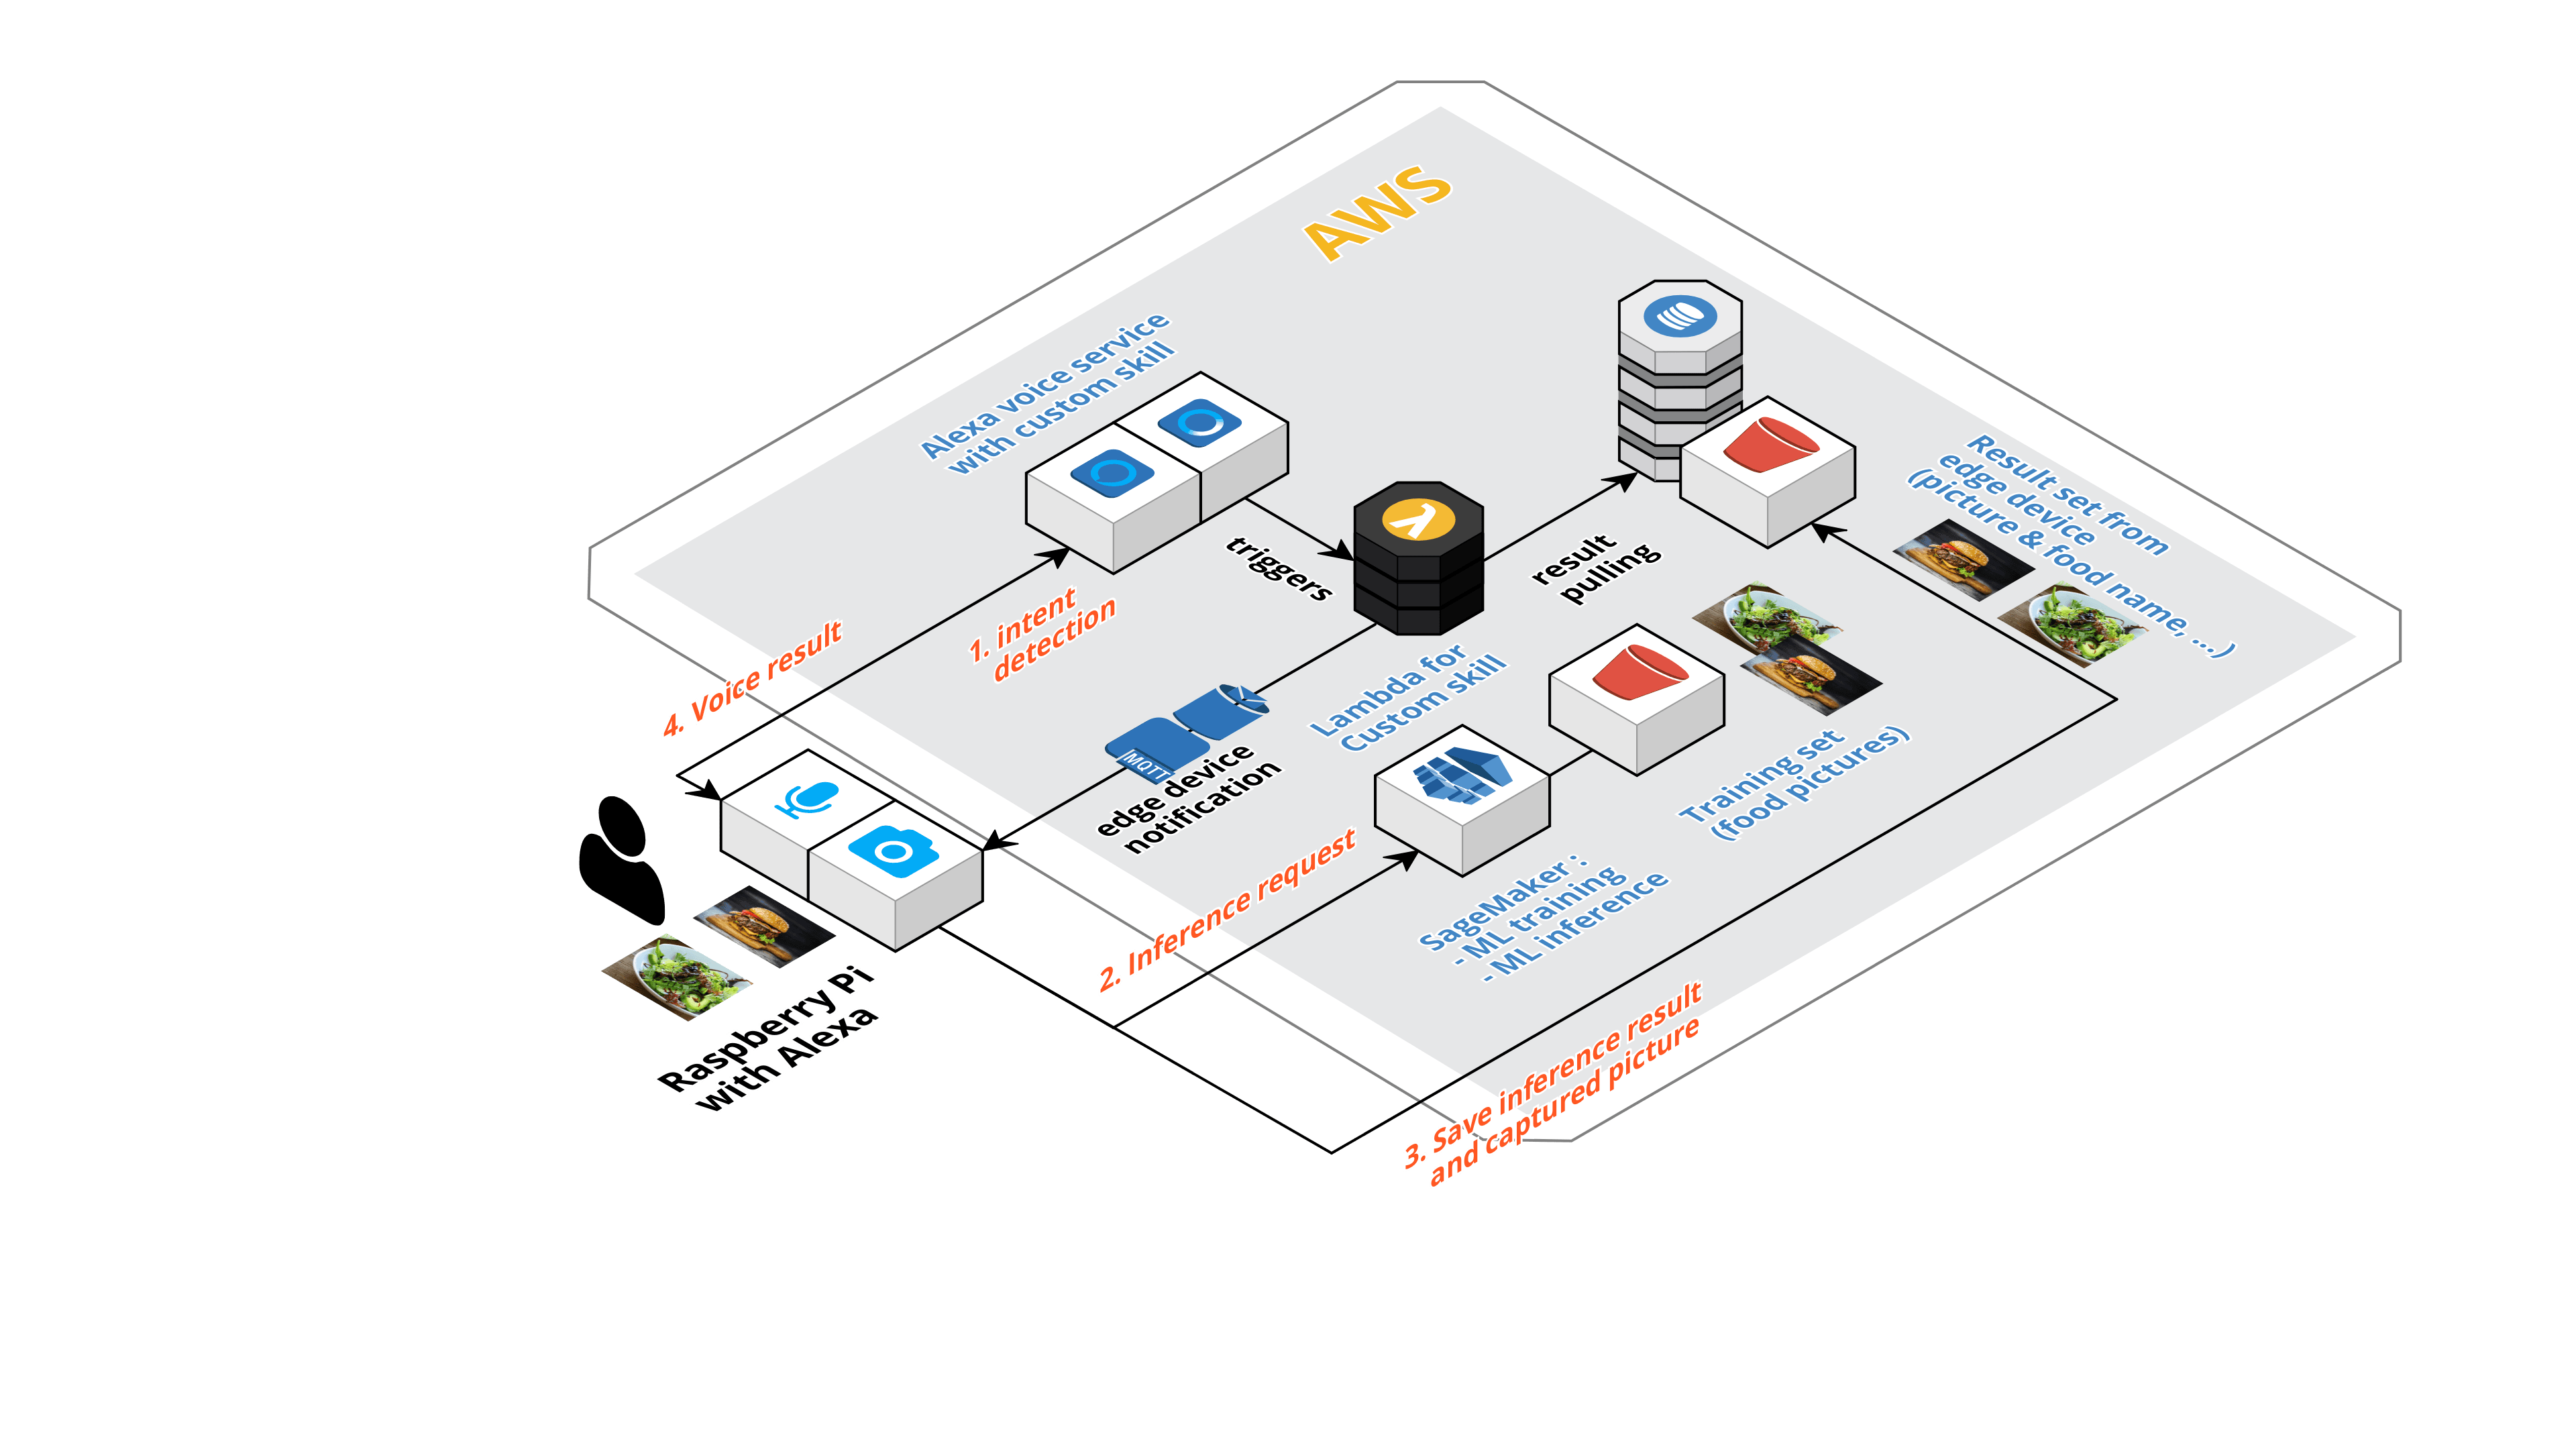 AWS
Alexa voice service
with custom skill
triggers
result
pulling
Result set from
edge device
(picture & food name, ...)
1. intent
detection
4. Voice result
Lambda for
Custom skill
MQTT
edge device
notification
Training set
(food pictures)
2. Inference request
SageMaker :
- ML training
- ML inference
Raspberry Pi
with Alexa
3. Save inference result
and captured picture